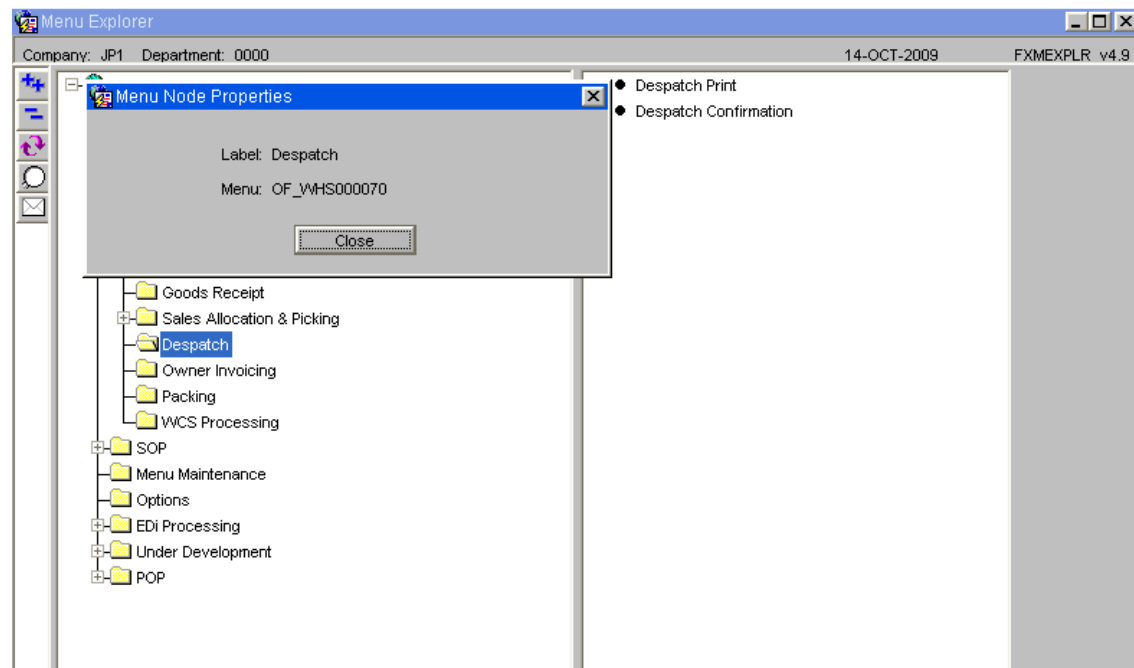 Menu Explorer
Company: JP1 Department: 0000 14-OCT-2009 FXMEXPLR v4.9
Menu Node Properties
Label: Despatch
Menu: OF_WHS000070
Close
Despatch Print
Despatch Confirmation
Goods Receipt
Sales Allocation & Picking
Despatch
Owner Invoicing
Packing
WCS Processing
SOP
Menu Maintenance
Options
EDi Processing
Under Development
POP